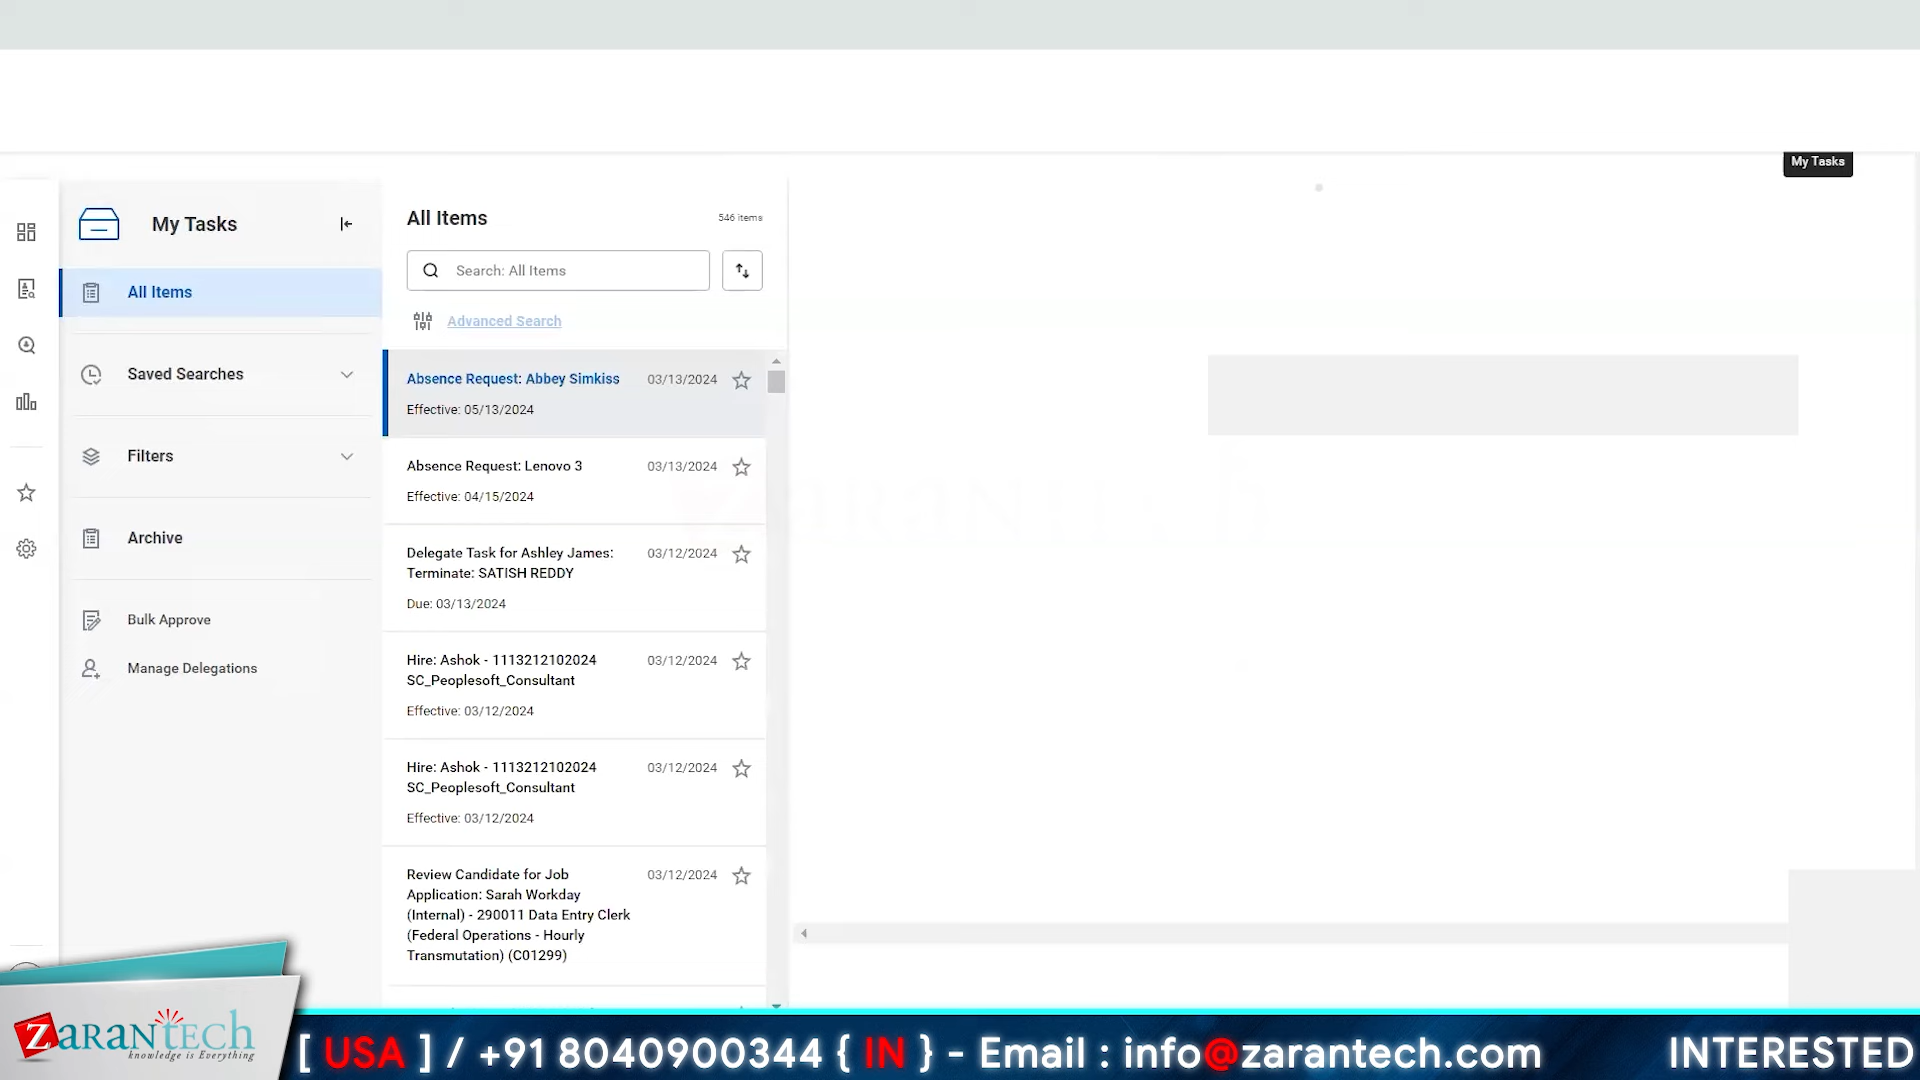 My Tasks
My Tasks
All Items
Saved Searches
Filters
Archive
Bulk Approve
Manage Delegations
All Items
546 items
Search: All Items
Advanced Search
Absence Request: Abbey Simkiss 03/13/2024
Effective: 05/13/2024
Absence Request: Lenovo 3 03/13/2024
Effective: 04/15/2024
Delegate Task for Ashley James: 03/12/2024
Terminate: SATISH REDDY
Due: 03/13/2024
Hire: Ashok - 1113212102024 03/12/2024
SC_Peoplesoft_Consultant
Effective: 03/12/2024
Hire: Ashok - 1113212102024 03/12/2024
SC_Peoplesoft_Consultant
Effective: 03/12/2024
Review Candidate for Job 03/12/2024
Application: Sarah Workday
(Internal) - 290011 Data Entry Clerk
(Federal Operations - Hourly
Transmutation) (C01299)
ZARANTECH
knowledge is Everything
[ USA ] / +91 8040900344 { IN } - Email : info@zarantech.com INTERESTED